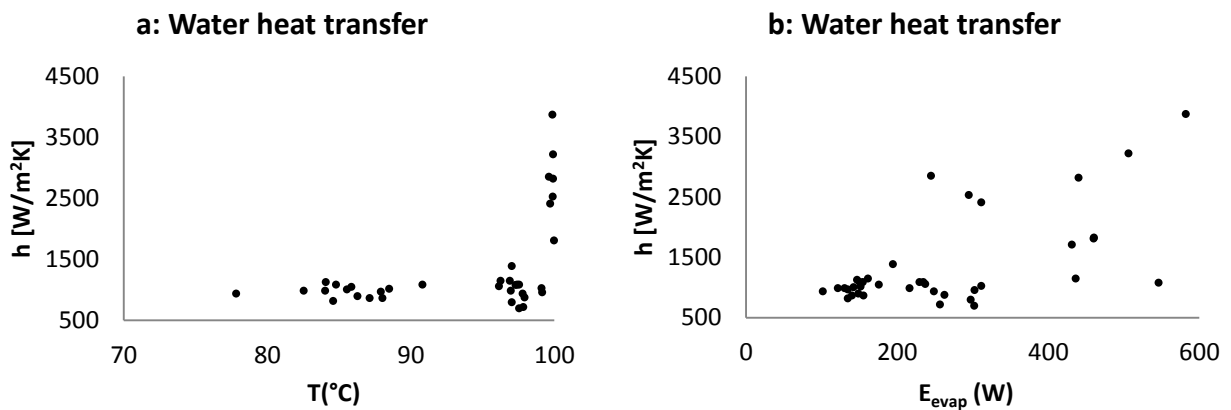 a: Water heat transfer
4500
3500
2500
1500
500
h [W/m²K]
70 80 90 100
T(°C)
b: Water heat transfer
4500
3500
2500
1500
500
h [W/m²K]
0 200 400 600
E_evap (W)